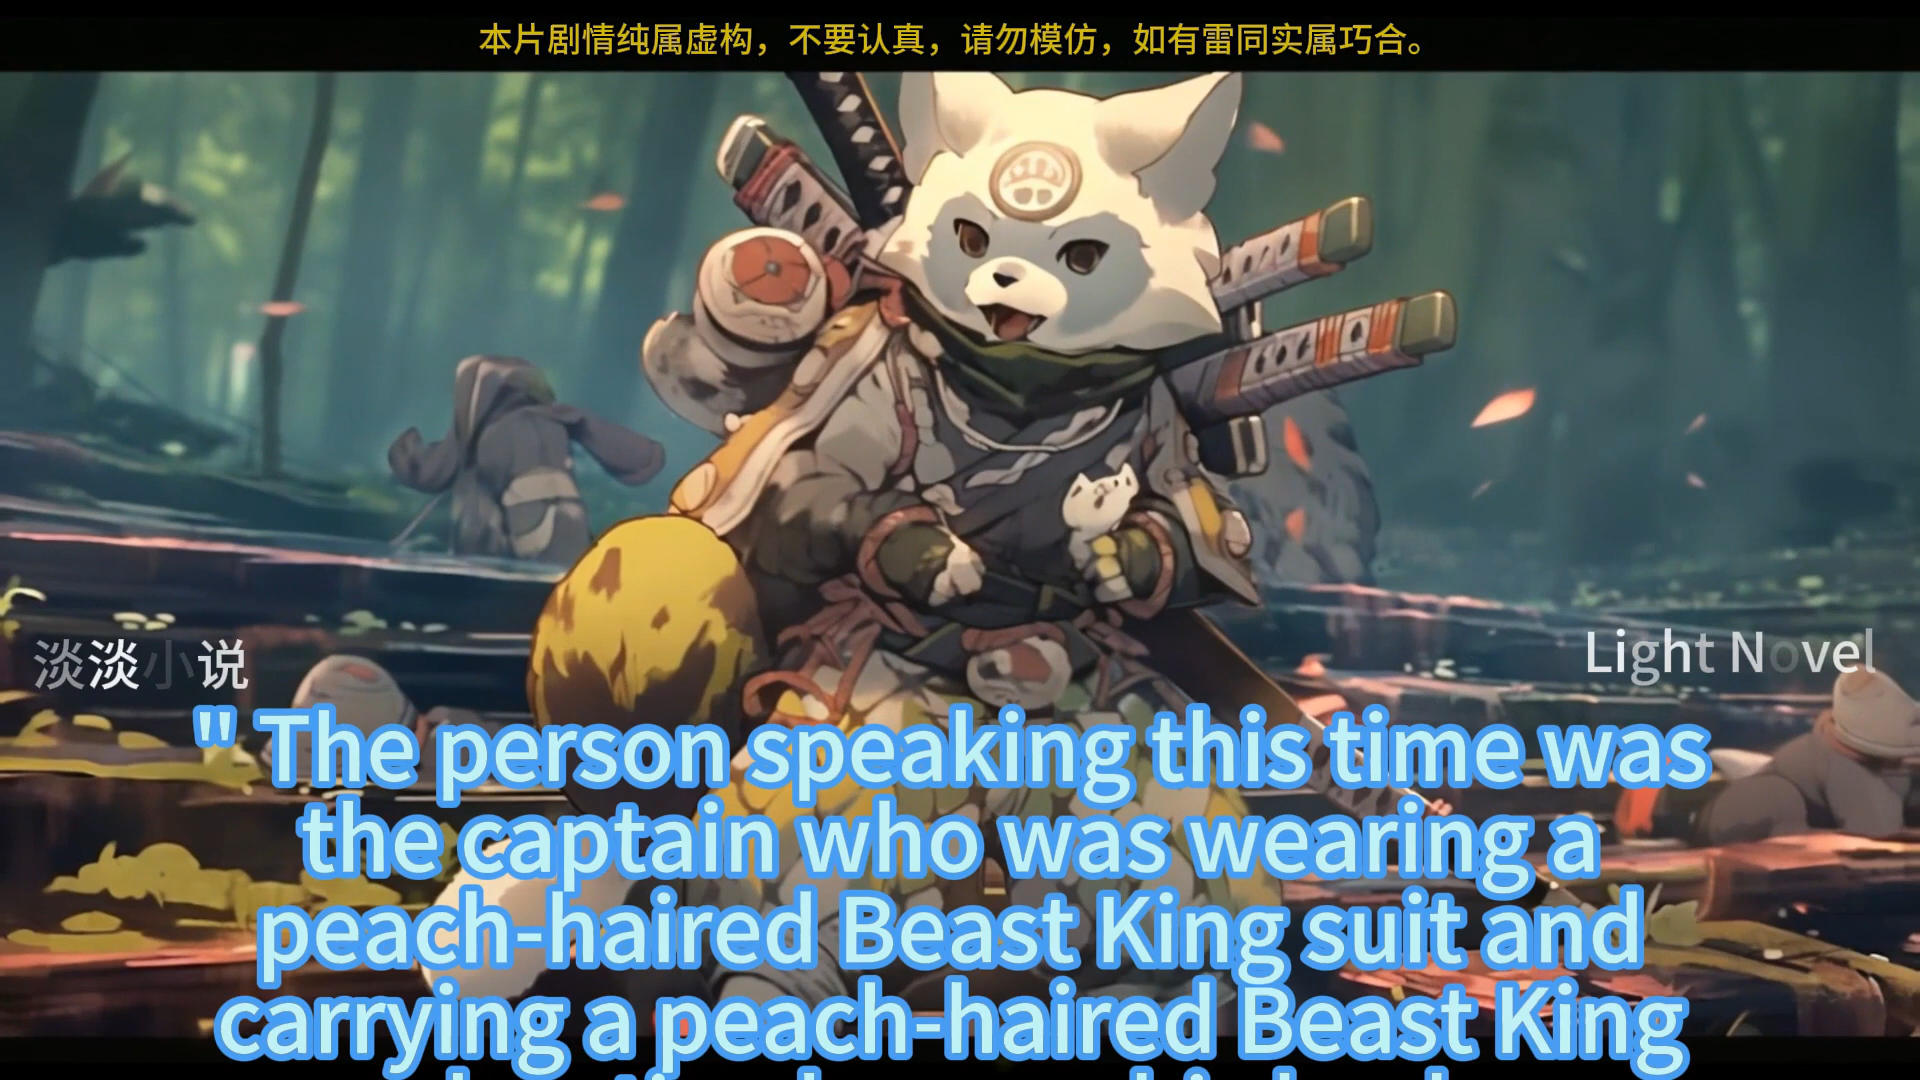 本片剧情纯属虚构，不要认真，请勿模仿，如有雷同实属巧合。
淡淡小说
Light Novel
" The person speaking this time was
the captain who was wearing a
peach-haired Beast King suit and
carrying a peach-haired Beast King